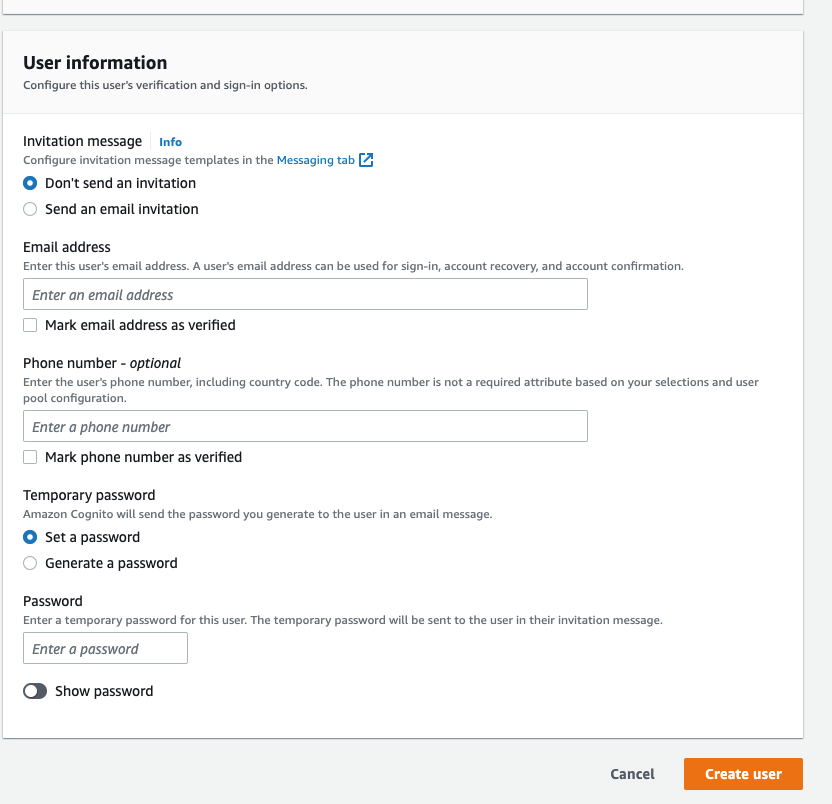 User information
Configure this user's verification and sign-in options.
Invitation message Info
Configure invitation message templates in the Messaging tab
Don't send an invitation
Send an email invitation
Email address
Enter this user's email address. A user's email address can be used for sign-in, account recovery, and account confirmation.
Enter an email address
Mark email address as verified
Phone number - optional
Enter the user's phone number, including country code. The phone number is not a required attribute based on your selections and user
pool configuration.
Enter a phone number
Mark phone number as verified
Temporary password
Amazon Cognito will send the password you generate to the user in an email message.
Set a password
Generate a password
Password
Enter a temporary password for this user. The temporary password will be sent to the user in their invitation message.
Enter a password
Show password
Cancel Create user